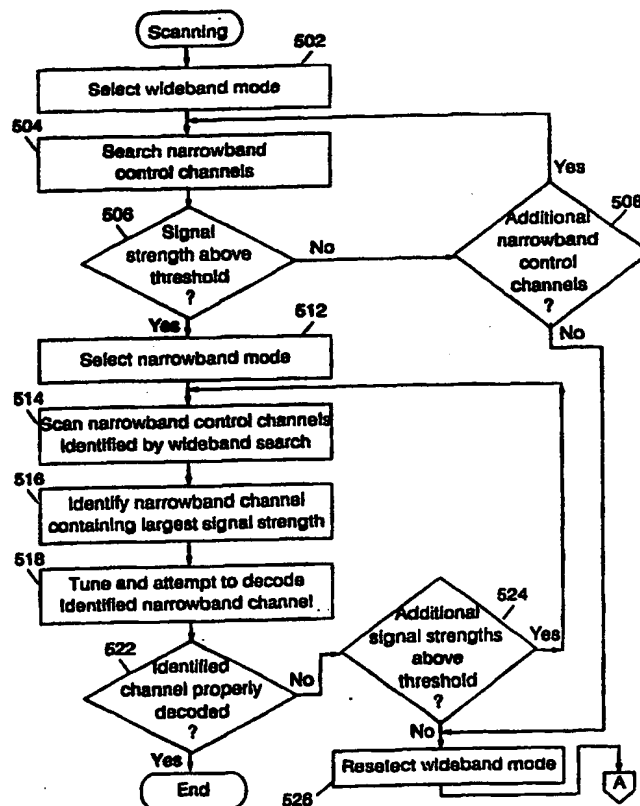 Scanning
502
Select wideband mode
504
Search narrowband
control channels
Yes
506
Signal
strength above
threshold
?
No
508
Additional
narrowband
control
channels
?
Yes
512
No
Select narrowband mode
514
Scan narrowband control channels
identified by wideband search
516
Identify narrowband channel
containing largest signal strength
518
Tune and attempt to decode
identified narrowband channel
524
Additional
signal strengths
above
threshold
?
Yes
522
Identified
channel properly
decoded
?
No
No
Yes
Reselect wideband mode
End
526
A